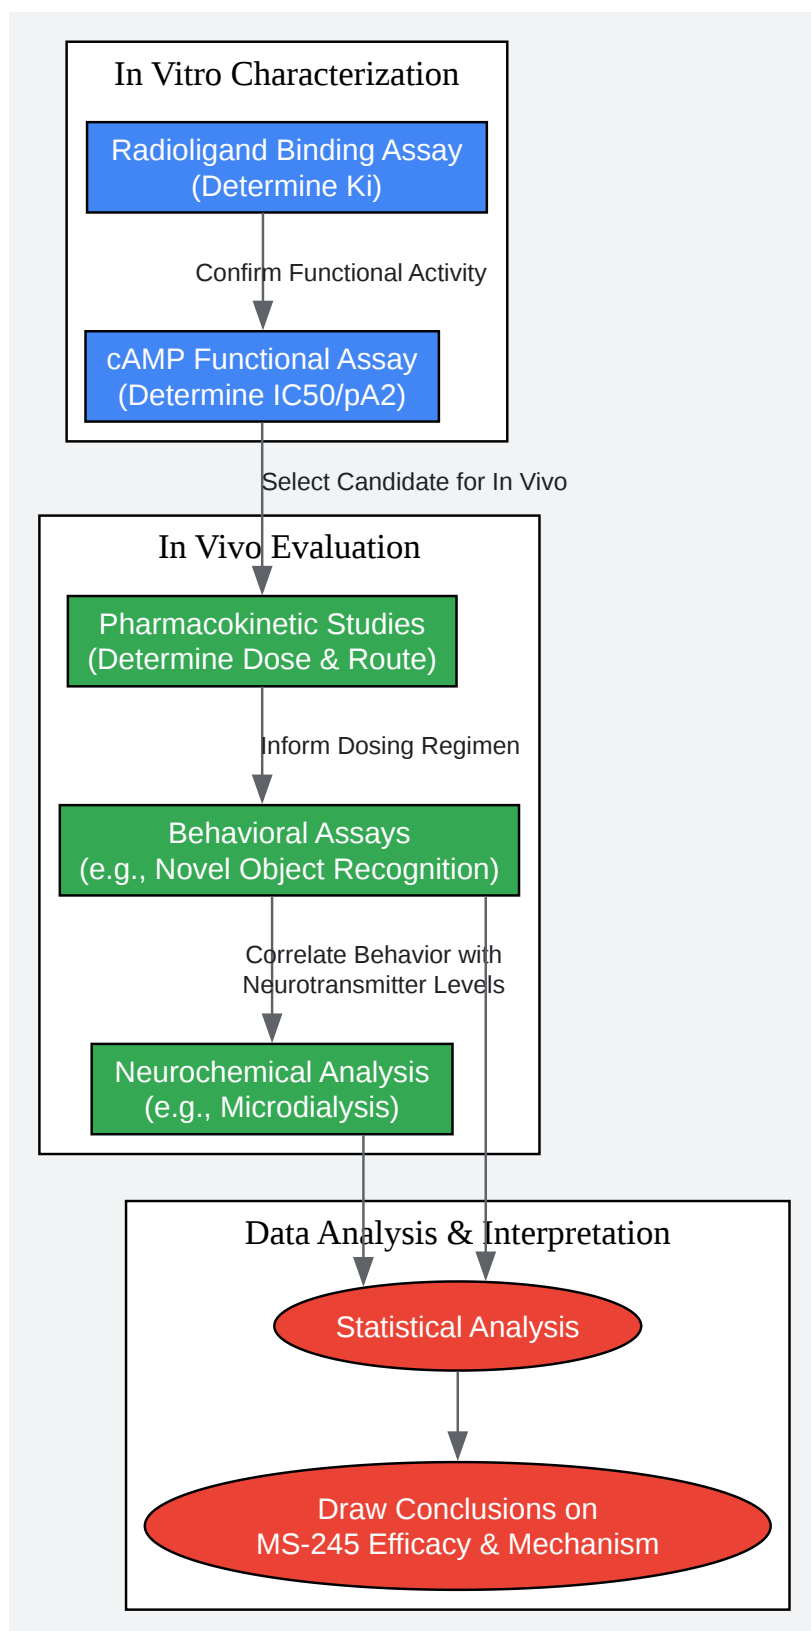 In Vitro Characterization
Radioligand Binding Assay
(Determine Ki)
Confirm Functional Activity
cAMP Functional Assay
(Determine IC50/pA2)
Select Candidate for In Vivo
In Vivo Evaluation
Pharmacokinetic Studies
(Determine Dose & Route)
Inform Dosing Regimen
Behavioral Assays
(e.g., Novel Object Recognition)
Correlate Behavior with
Neurotransmitter Levels
Neurochemical Analysis
(e.g., Microdialysis)
Data Analysis & Interpretation
Statistical Analysis
Draw Conclusions on
MS-245 Efficacy & Mechanism